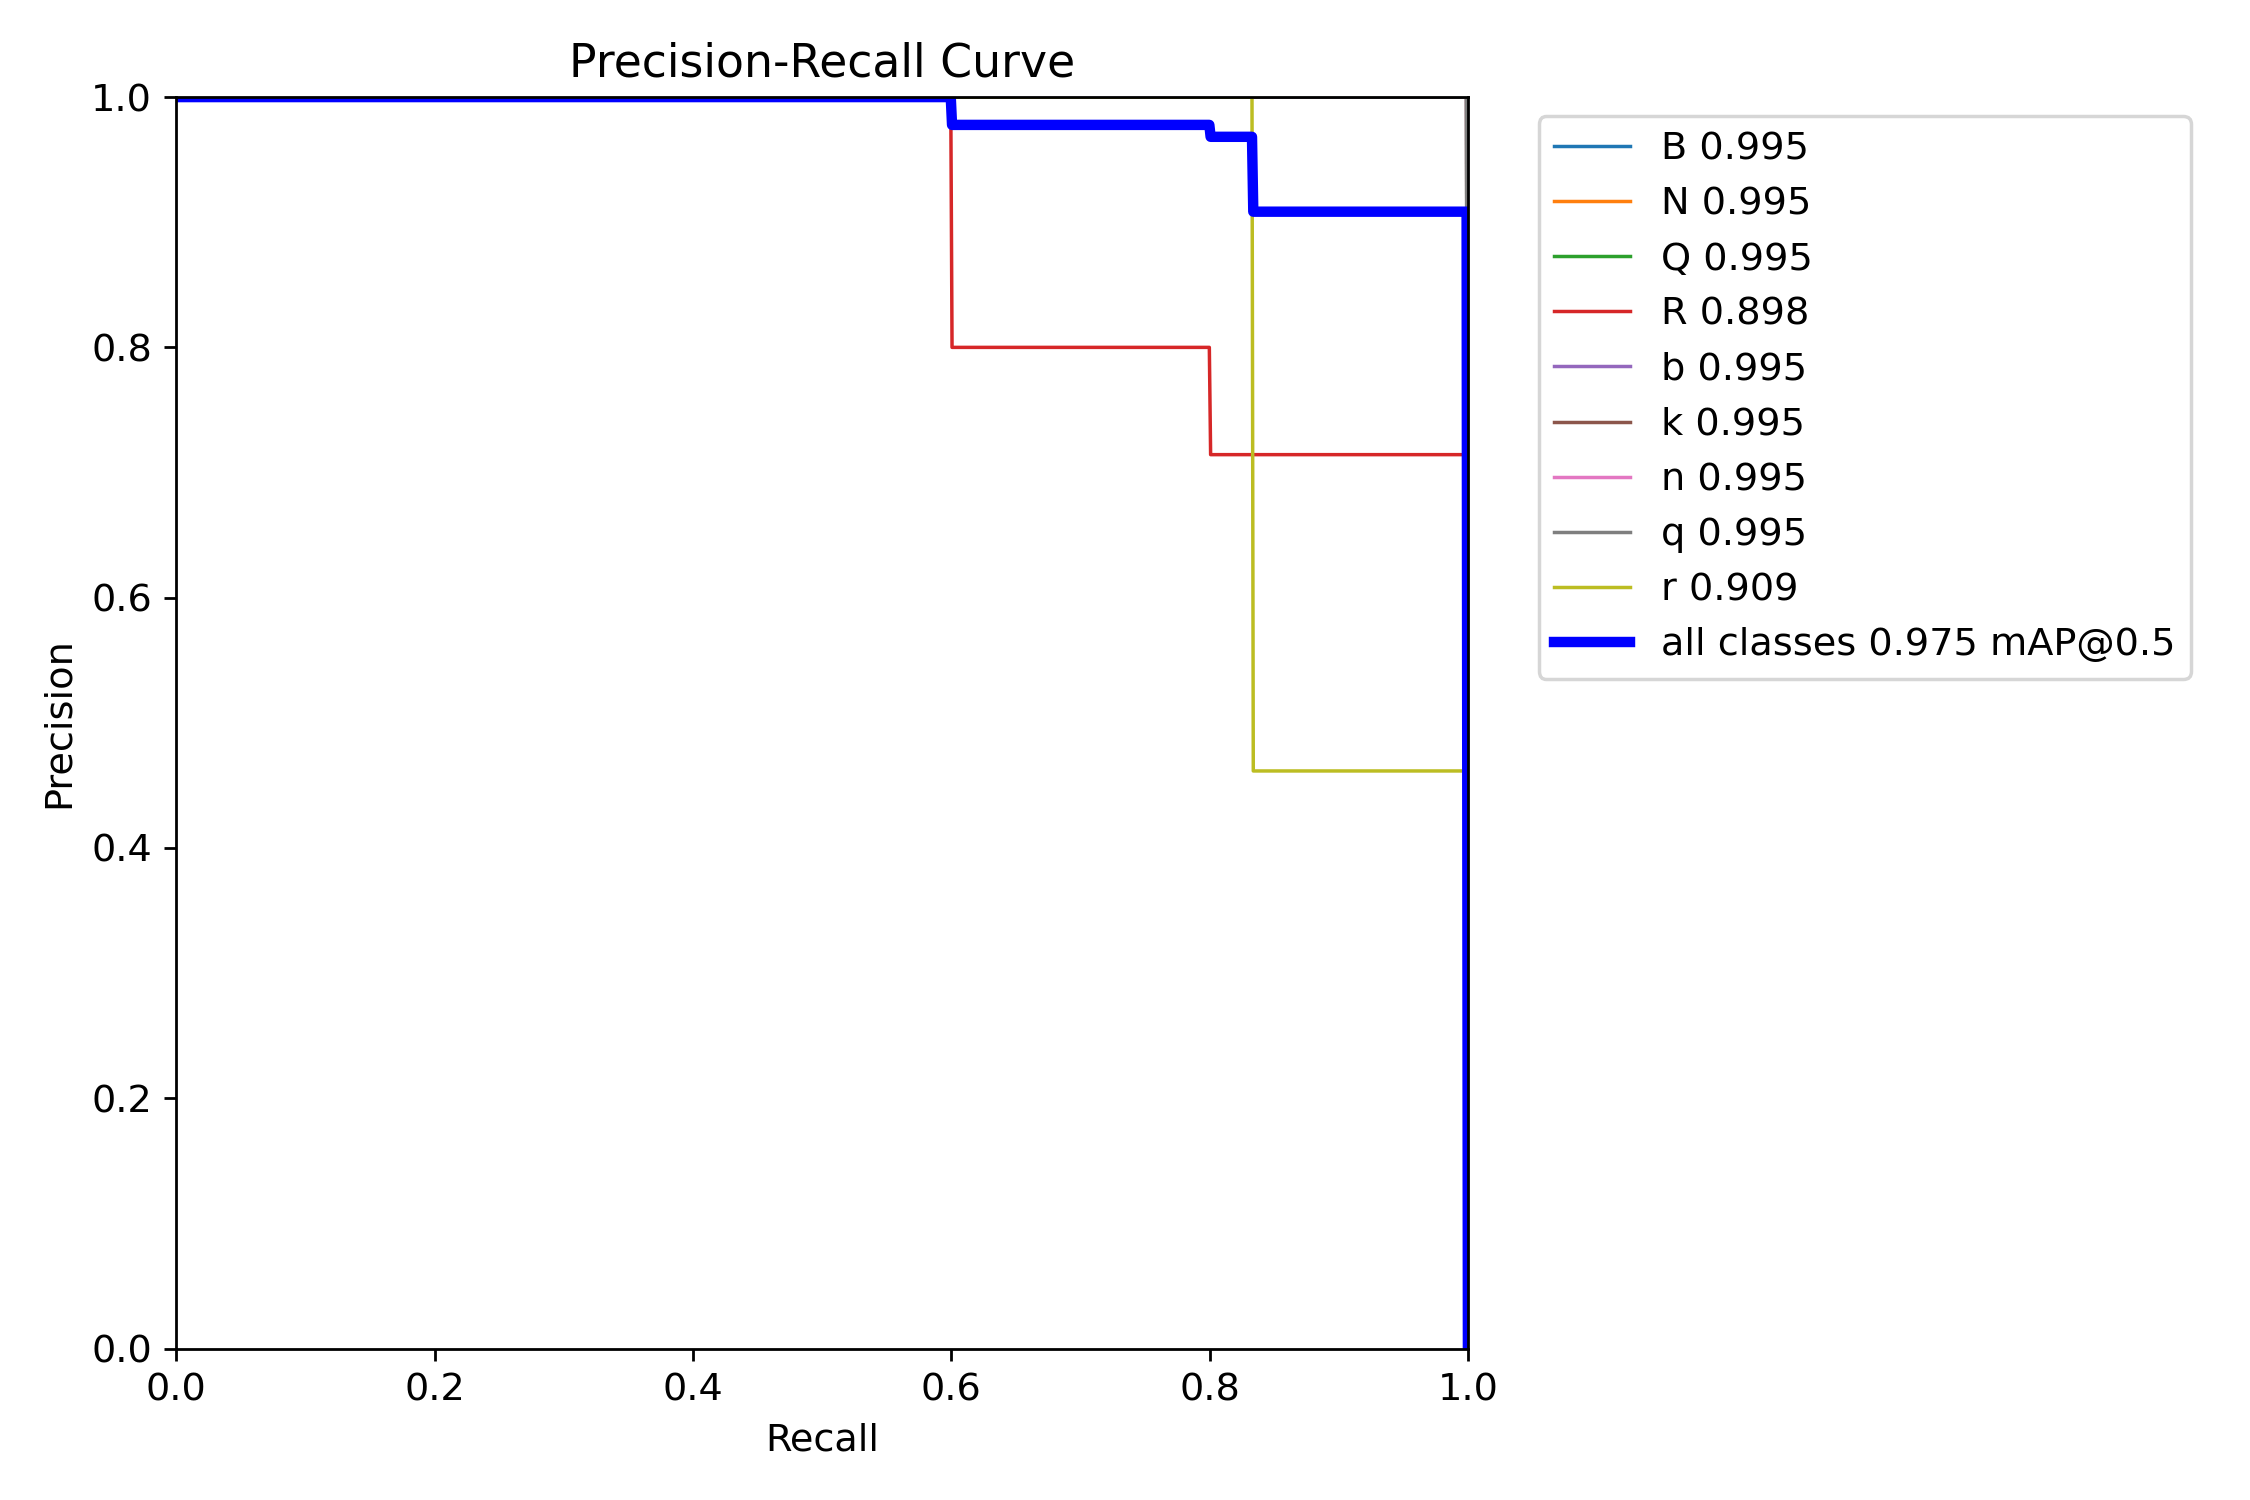 Precision-Recall Curve
1.0
0.8
0.6
0.4
0.2
0.0
Precision
0.0 0.2 0.4 0.6 0.8 1.0
Recall
B 0.995
N 0.995
Q 0.995
R 0.898
b 0.995
k 0.995
n 0.995
q 0.995
r 0.909
all classes 0.975 mAP@0.5